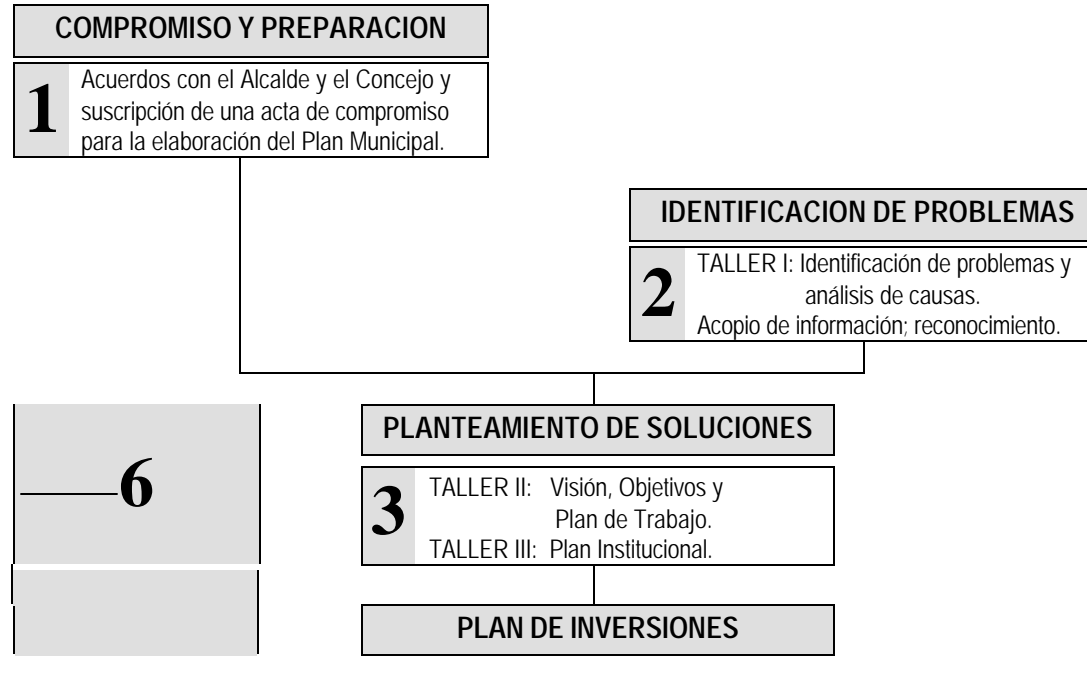 COMPROMISO Y PREPARACION
1
Acuerdos con el Alcalde y el Concejo y
suscripción de una acta de compromiso
para la elaboración del Plan Municipal.
IDENTIFICACION DE PROBLEMAS
2
TALLER I: Identificación de problemas y
análisis de causas.
Acopio de información; reconocimiento.
6
PLANTEAMIENTO DE SOLUCIONES
3
TALLER II: Visión, Objetivos y
Plan de Trabajo.
TALLER III: Plan Institucional.
PLAN DE INVERSIONES